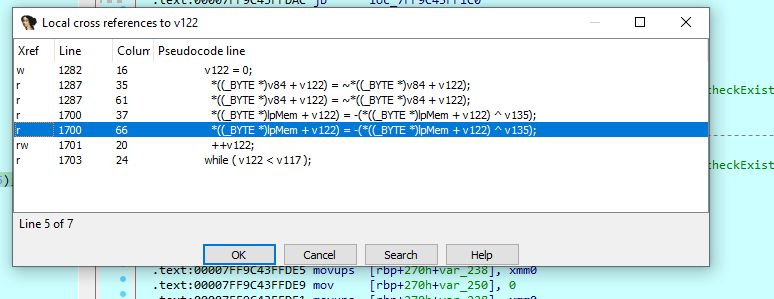 .text:00007FF9C43FFDAC jb
Local cross references to v122
Xref Line Colum Pseudocode line
w 1282 16 v122 = 0;
r 1287 35 *((_BYTE *)v84 + v122) = ~*((_BYTE *)v84 + v122);
r 1287 61 *((_BYTE *)v84 + v122) = ~*((_BYTE *)v84 + v122);
r 1700 37 *((_BYTE *)lpMem + v122) = -(*((_BYTE *)lpMem + v122) ^ v135);
checkExist
r 1700 66 *((_BYTE *)lpMem + v122) = -(*((_BYTE *)lpMem + v122) ^ v135);
rw 1701 20 ++v122;
r 1703 24 while ( v122 < v117 );
checkExist
Line 5 of 7
OK Cancel Search Help
.text:00007FF9C43FFDE5 movups [rbp+270h+var_238], xmm0
.text:00007FF9C43FFDE9 mov [rbp+270h+var_250], 0